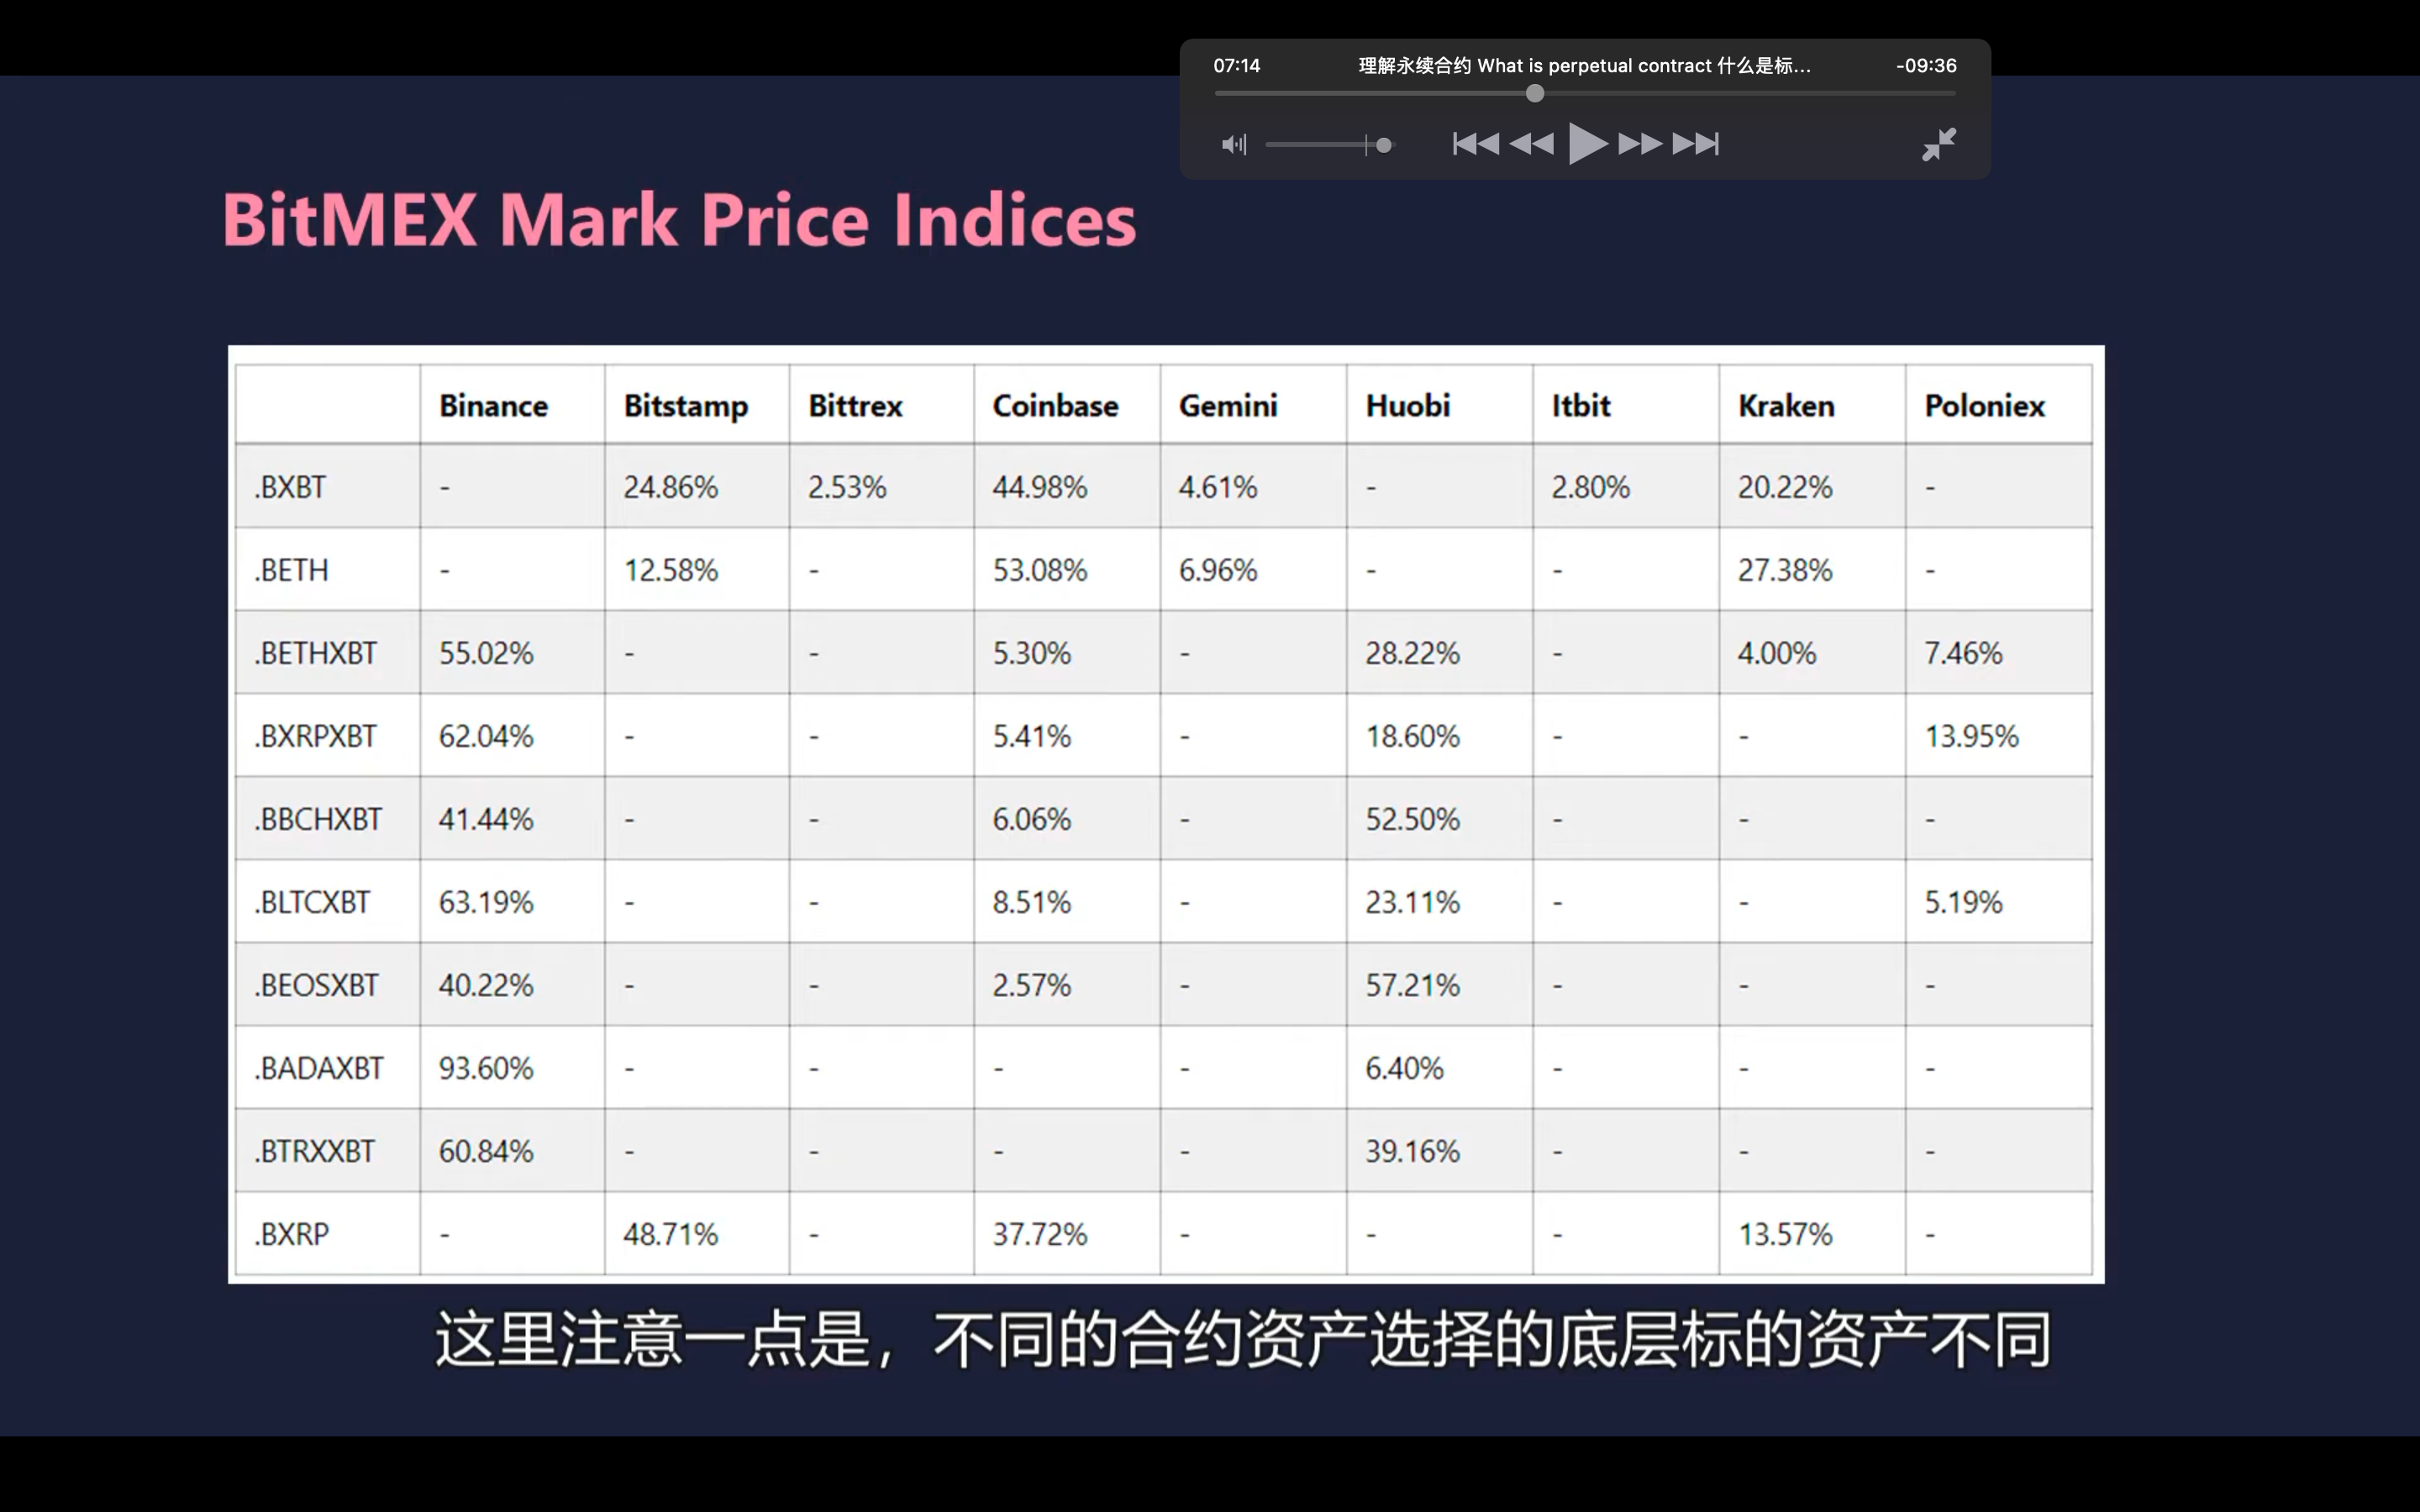 07:14 理解永续合约 What is perpetual contract 什么是标... -09:36
BitMEX Mark Price Indices
Binance Bitstamp Bittrex Coinbase Gemini Huobi Itbit Kraken Poloniex
.BXBT - 24.86% 2.53% 44.98% 4.61% - 2.80% 20.22% -
.BETH - 12.58% - 53.08% 6.96% - - 27.38% -
.BETHXBT 55.02% - - 5.30% - 28.22% - 4.00% 7.46%
.BXRPXBT 62.04% - - 5.41% - 18.60% - - 13.95%
.BBCHXBT 41.44% - - 6.06% - 52.50% - - -
.BLTCXBT 63.19% - - 8.51% - 23.11% - - 5.19%
.BEOSXBT 40.22% - - 2.57% - 57.21% - - -
.BADAXBT 93.60% - - - - 6.40% - - -
.BTRXXBT 60.84% - - - - 39.16% - - -
.BXRP - 48.71% - 37.72% - - - 13.57% -
这里注意一点是，不同的合约资产选择的底层标的资产不同